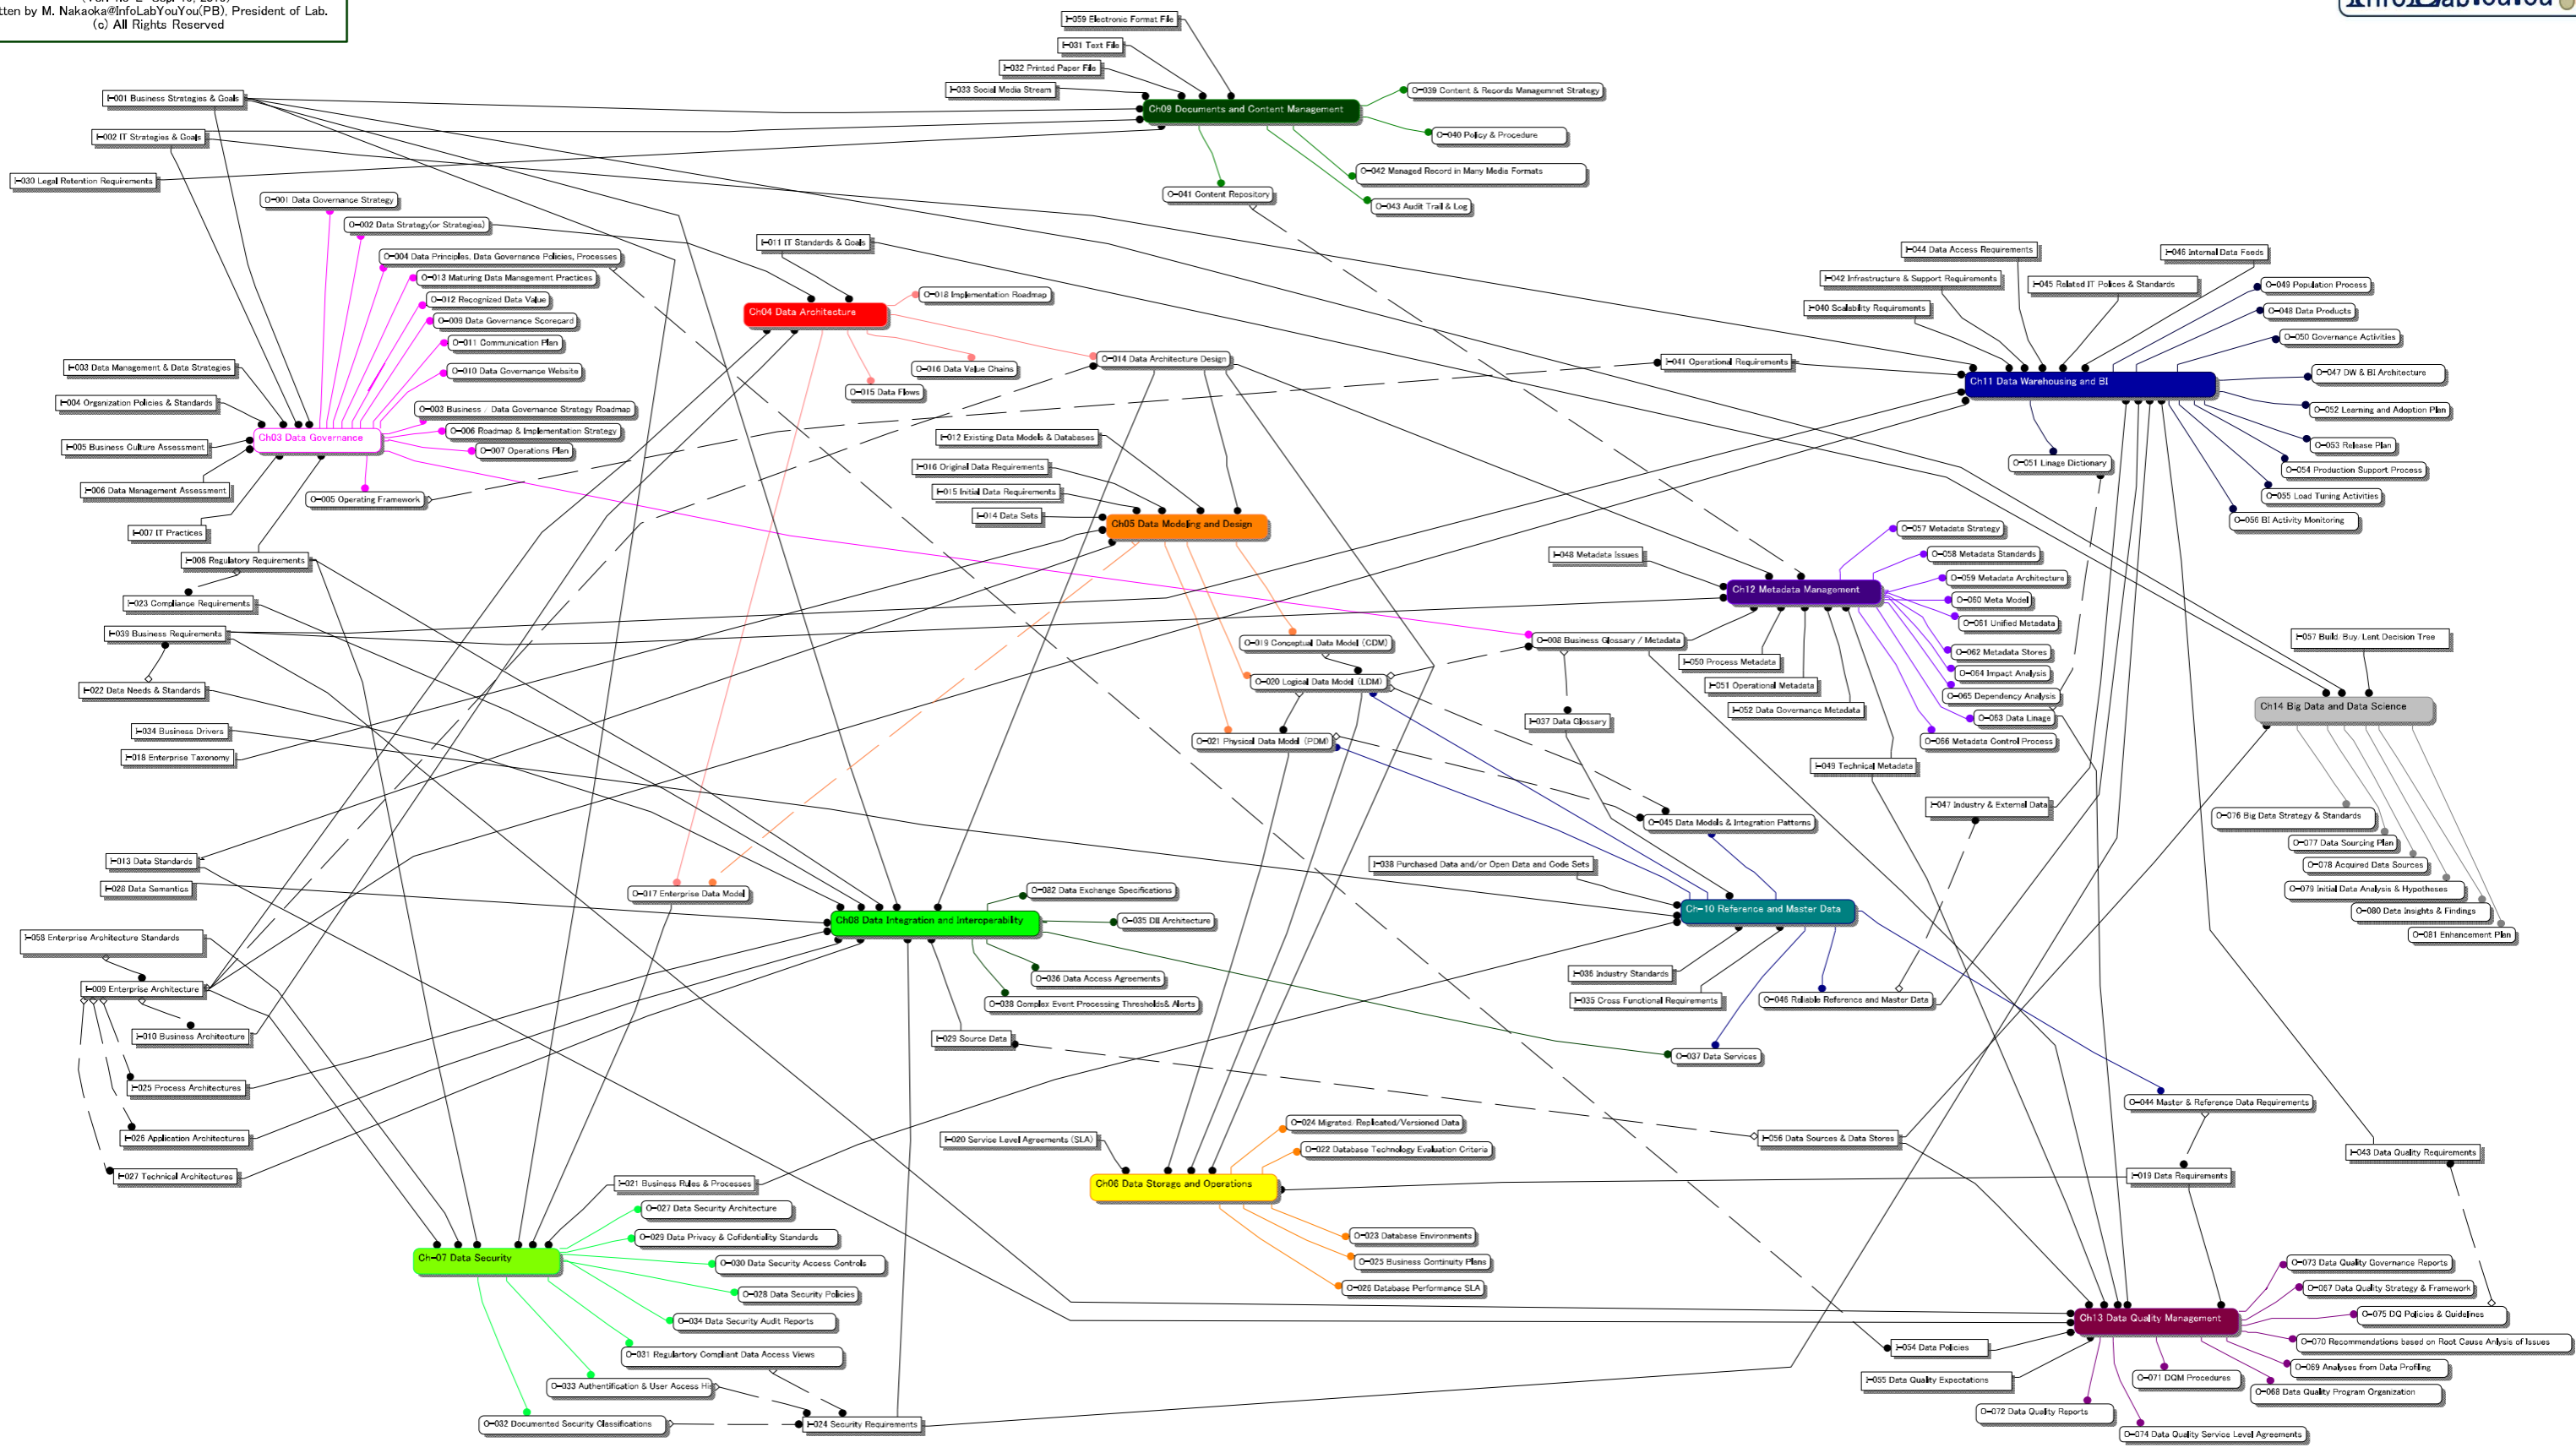 tten by M. Nakaoka@InfoLabYouYou(PB), President of Lab.
(c) All Rights Reserved
I-059 Electronic Format File
I-031 Text File
I-032 Printed Paper File
I-033 Social Media Stream
I-001 Business Strategies & Goals
Ch09 Documents and Content Management
O-039 Content & Records Managemnet Strategy
I-002 IT Strategies & Goals
O-040 Policy & Procedure
I-030 Legal Retention Requirements
O-042 Managed Record in Many Media Formats
O-041 Content Repository
O-043 Audit Trail & Log
O-001 Data Governance Strategy
O-002 Data Strategy(or Strategies)
O-004 Data Principles, Data Governance Policies, Processes
O-013 Maturing Data Management Practices
O-012 Recognized Data Value
O-009 Data Governance Scorecard
O-011 Communication Plan
O-010 Data Governance Website
I-011 IT Standards & Goals
O-018 Implementation Roadmap
Ch04 Data Architecture
O-014 Data Architecture Design
O-016 Data Value Chains
O-015 Data Flows
I-044 Data Access Requirements
I-046 Internal Data Feeds
I-042 Infrastructure & Support Requirements
I-045 Related IT Polices & Standards
I-040 Scalability Requirements
I-041 Operational Requirements
Ch11 Data Warehousing and BI
O-049 Population Process
O-048 Data Products
O-050 Governance Activities
O-047 DW & BI Architecture
O-052 Learning and Adoption Plan
O-053 Release Plan
O-054 Production Support Process
O-055 Load Tuning Activities
O-056 BI Activity Monitoring
O-051 Linage Dictionary
I-003 Data Management & Data Strategies
I-004 Organization Policies & Standards
I-005 Business Culture Assessment
I-006 Data Management Assessment
I-007 IT Practices
I-008 Regulatory Requirements
Ch03 Data Governance
O-003 Business / Data Governance Strategy Roadmap
O-006 Roadmap & Implementation Strategy
O-007 Operations Plan
O-005 Operating Framework
I-012 Existing Data Models & Databases
I-016 Original Data Requirements
I-015 Initial Data Requirements
I-014 Data Sets
Ch05 Data Modeling and Design
I-048 Metadata Issues
Ch12 Metadata Management
O-057 Metadata Strategy
O-058 Metadata Standards
O-059 Metadata Architecture
O-060 Meta Model
O-061 Unified Metadata
O-062 Metadata Stores
O-064 Impact Analysis
O-065 Dependency Analysis
O-063 Data Linage
O-066 Metadata Control Process
I-023 Compliance Requirements
I-039 Business Requirements
I-022 Data Needs & Standards
I-034 Business Drivers
I-018 Enterprise Taxonomy
O-019 Conceptual Data Model (CDM)
O-008 Business Glossary / Metadata
O-020 Logical Data Model (LDM)
O-021 Physical Data Model (PDM)
I-050 Process Metadata
I-051 Operational Metadata
I-052 Data Governance Metadata
I-037 Data Glossary
I-049 Technical Metadata
I-057 Build/Buy/Lent Decision Tree
Ch14 Big Data and Data Science
I-047 Industry & External Data
O-045 Data Models & Integration Patterns
O-076 Big Data Strategy & Standards
O-077 Data Sourcing Plan
O-078 Acquired Data Sources
O-079 Initial Data Analysis & Hypotheses
O-080 Data Insights & Findings
O-081 Enhancement Plan
I-013 Data Standards
I-028 Data Semantics
O-017 Enterprise Data Model
I-038 Purchased Data and/or Open Data and Code Sets
O-082 Data Exchange Specifications
Ch08 Data Integration and Interoperability
O-035 DII Architecture
Ch-10 Reference and Master Data
I-058 Enterprise Architecture Standards
O-036 Data Access Agreements
I-036 Industry Standards
I-009 Enterprise Architecture
O-038 Complex Event Processing Thresholds& Alerts
I-035 Cross Functional Requirements
O-046 Reliable Reference and Master Data
I-010 Business Architecture
I-029 Source Data
O-037 Data Services
I-025 Process Architectures
I-026 Application Architectures
I-027 Technical Architectures
O-044 Master & Reference Data Requirements
O-024 Migrated, Replicated/Versioned Data
I-020 Service Level Agreements (SLA)
O-022 Database Technology Evaluation Criteria
I-056 Data Sources & Data Stores
I-043 Data Quality Requirements
I-019 Data Requirements
Ch06 Data Storage and Operations
I-021 Business Rules & Processes
O-027 Data Security Architecture
O-029 Data Privacy & Cofidentiality Standards
O-023 Database Environments
Ch-07 Data Security
O-030 Data Security Access Controls
O-025 Business Continuity Plans
O-028 Data Security Policies
O-026 Database Performance SLA
O-034 Data Security Audit Reports
O-031 Regulartory Compliant Data Access Views
O-033 Authentification & User Access His
O-032 Documented Security Classifications
I-024 Security Requirements
O-073 Data Quality Governance Reports
O-067 Data Quality Strategy & Framework
O-075 DQ Policies & Guidelines
Ch13 Data Quality Management
O-070 Recommendations based on Root Cause Anlysis of Issues
I-054 Data Policies
O-069 Analyses from Data Profiling
I-055 Data Quality Expectations
O-071 DQM Procedures
O-068 Data Quality Program Organization
O-072 Data Quality Reports
O-074 Data Quality Service Level Agreements